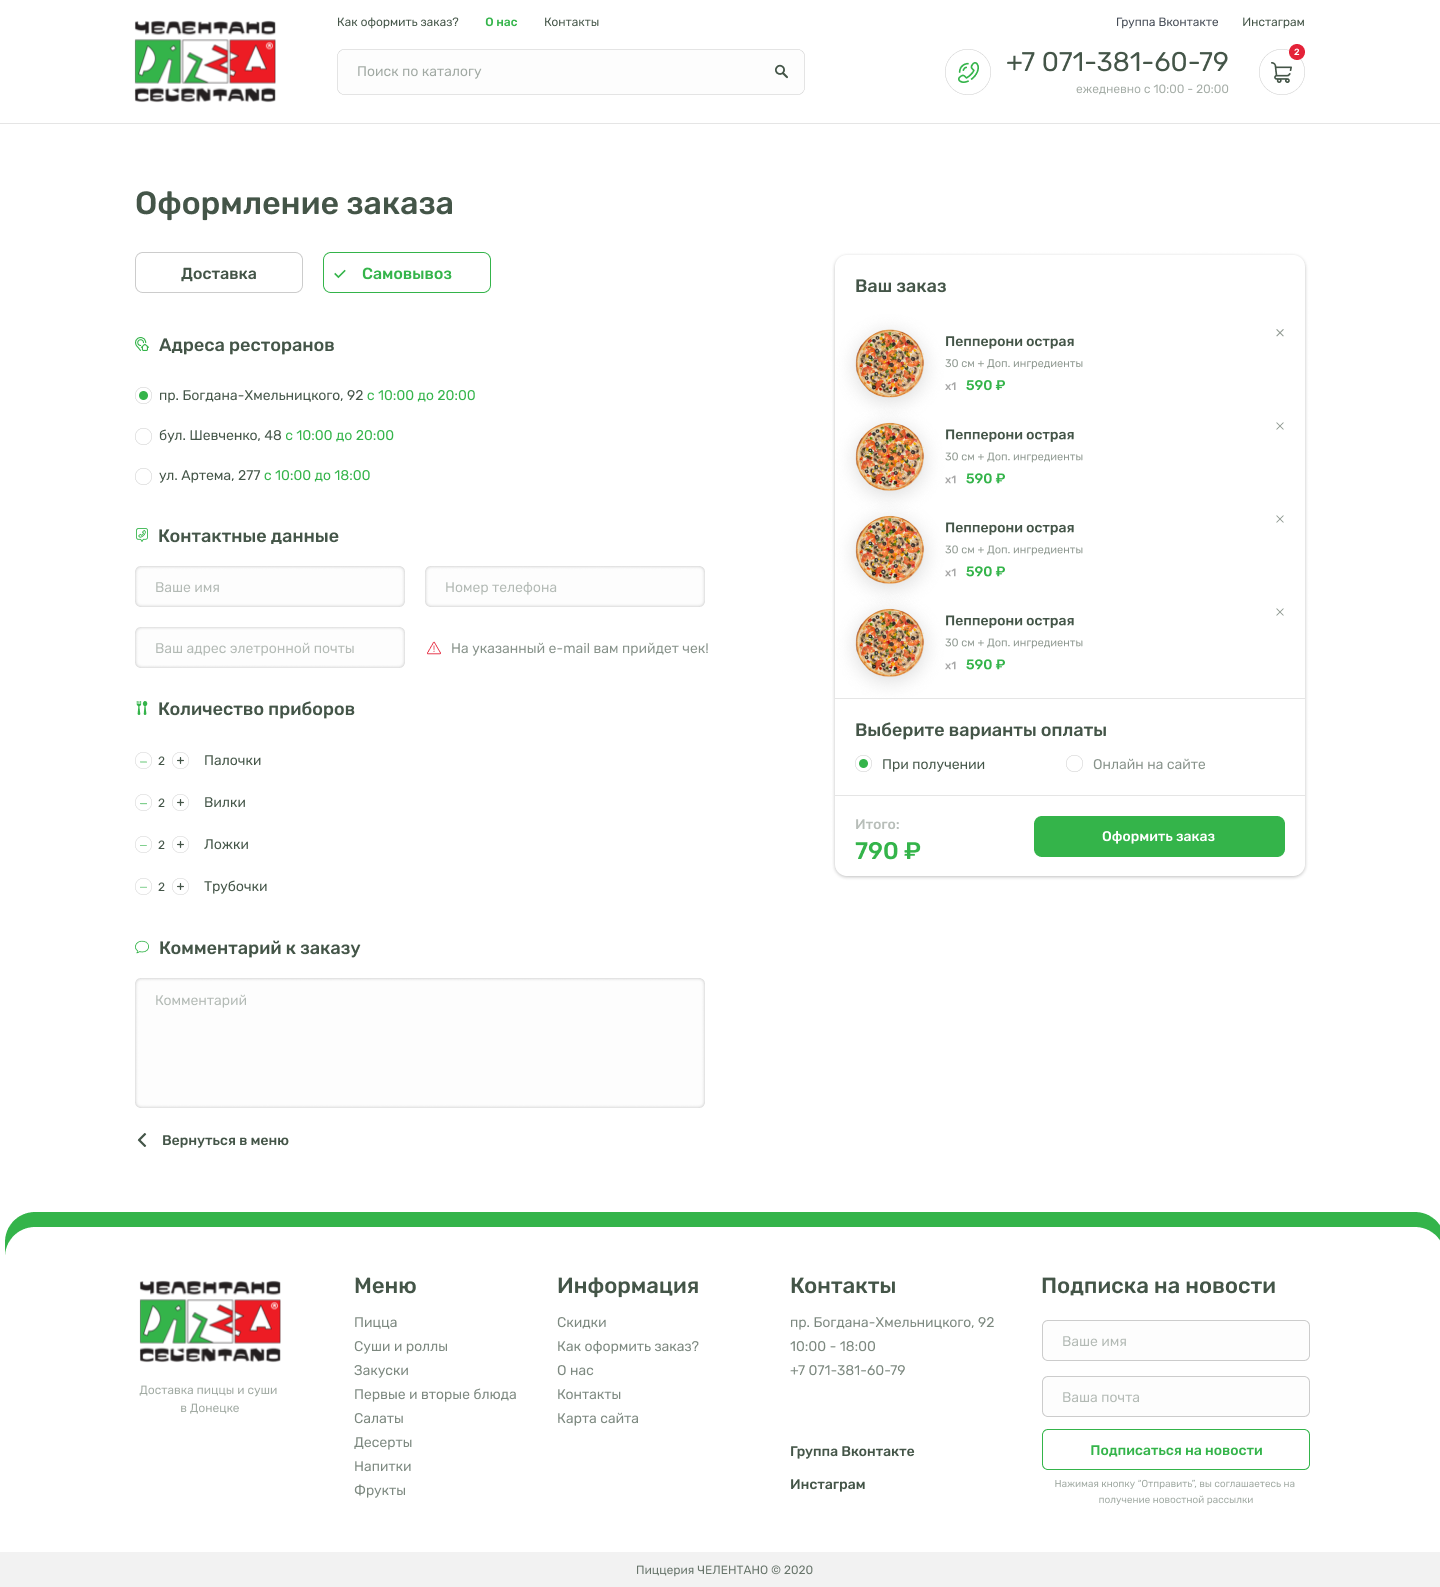 ЧЕЛЕНТАНО
PIZZA®
CELENTANO
Как оформить заказ?
О нас
Контакты
Группа Вконтакте
Инстаграм
Поиск по каталогу
+7 071-381-60-79
ежедневно с 10:00 - 20:00
2
Оформление заказа
Доставка
Самовывоз
Адреса ресторанов
пр. Богдана-Хмельницкого, 92 с 10:00 до 20:00
бул. Шевченко, 48 с 10:00 до 20:00
ул. Артема, 277 с 10:00 до 18:00
Контактные данные
Ваше имя
Номер телефона
Ваш адрес элетронной почты
На указанный e-mail вам прийдет чек!
Количество приборов
– 2 + Палочки
– 2 + Вилки
– 2 + Ложки
– 2 + Трубочки
Комментарий к заказу
Комментарий
Вернуться в меню
Ваш заказ
Пепперони острая
30 см + Доп. ингредиенты
x1 590 ₽
Пепперони острая
30 см + Доп. ингредиенты
x1 590 ₽
Пепперони острая
30 см + Доп. ингредиенты
x1 590 ₽
Пепперони острая
30 см + Доп. ингредиенты
x1 590 ₽
Выберите варианты оплаты
При получении
Онлайн на сайте
Итого:
790 ₽
Оформить заказ
ЧЕЛЕНТАНО
PIZZA®
CELENTANO
Доставка пиццы и суши
в Донецке
Меню
Пицца
Суши и роллы
Закуски
Первые и вторые блюда
Салаты
Десерты
Напитки
Фрукты
Информация
Скидки
Как оформить заказ?
О нас
Контакты
Карта сайта
Контакты
пр. Богдана-Хмельницкого, 92
10:00 - 18:00
+7 071-381-60-79
Группа Вконтакте
Инстаграм
Подписка на новости
Ваше имя
Ваша почта
Подписаться на новости
Нажимая кнопку “Отправить”, вы соглашаетесь на
получение новостной рассылки
Пиццерия ЧЕЛЕНТАНО © 2020